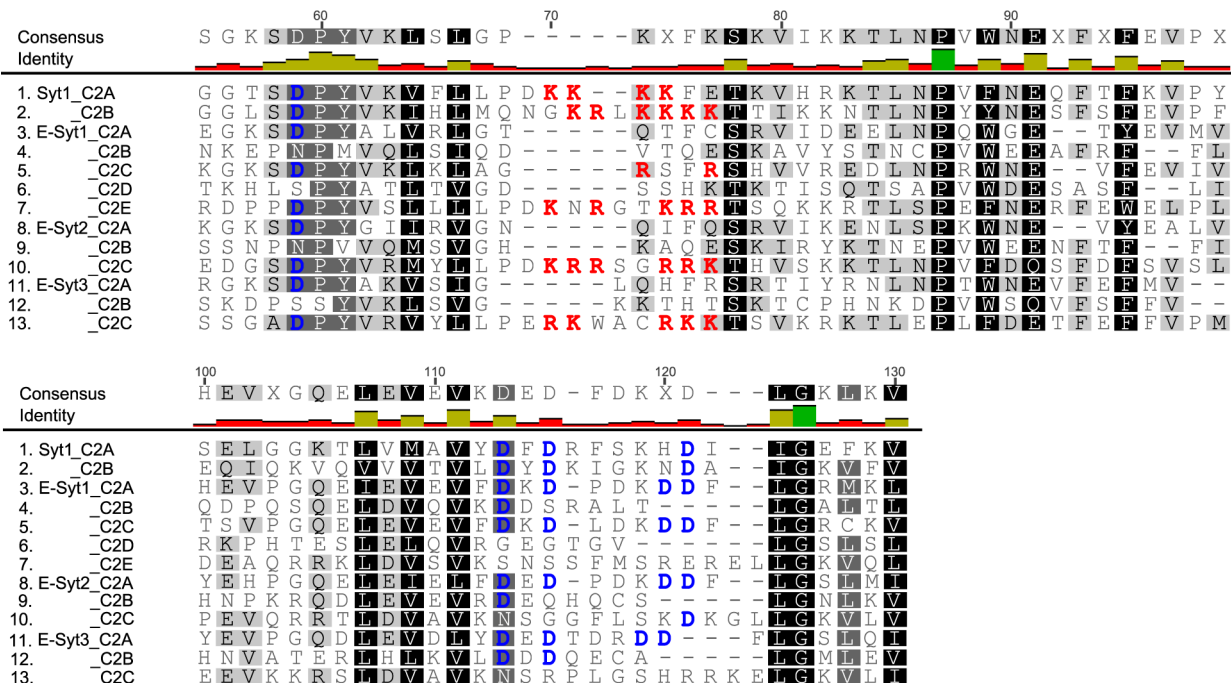 60 70 80 90
Consensus S G K S D P Y V K L S L G P - - - - - K X F K S K V I K K T L N P V W N E X F X F E V P X
Identity
1. Syt1_C2A G G T S D P Y V K V F L L P D K K - - K K F E T K V H R K T L N P V F N E Q F T F K V P Y
2. _C2B G G L S D P Y V K I H L M Q N G K R L K K K K T T I K K N T L N P Y Y N E S F S F E V P F
3. E-Syt1_C2A E G K S D P Y A L V R L G T - - - - - Q T F C S R V I D E E L N P Q W G E - - T Y E V M V
4. _C2B N K E P N P M V Q L S I Q D - - - - - V T Q E S K A V Y S T N C P V W E E A F R F - - F L
5. _C2C K G K S D P Y V K L K L A G - - - - - R S F R S H V V R E D L N P R W N E - - V F E V I V
6. _C2D T K H L S P Y A T L T V G D - - - - - S S H K T K T I S Q T S A P V W D E S A S F - - L I
7. _C2E R D P P D P Y V S L L L L P D K N R G T K R R T S Q K K R T L S P E F N E R F E W E L P L
8. E-Syt2_C2A K G K S D P Y G I I R V G N - - - - - Q I F Q S R V I K E N L S P K W N E - - V Y E A L V
9. _C2B S S N P N P V V Q M S V G H - - - - - K A Q E S K I R Y K T N E P V W E E N F T F - - F I
10. _C2C E D G S D P Y V R M Y L L P D K R R S G R R K T H V S K K T L N P V F D Q S F D F S V S L
11. E-Syt3_C2A R G K S D P Y A K V S I G - - - - - L Q H F R S R T I Y R N L N P T W N E V F E F M V - -
12. _C2B S K D P S S Y V K L S V G - - - - - K K T H T S K T C P H N K D P V W S Q V F S F F V - -
13. _C2C S S G A D P Y V R V Y L L P E R K W A C R K K T S V K R K T L E P L F D E T F E F F V P M
100 110 120 130
Consensus H E V X G Q E L E V E V K D E D - F D K X D - - - L G K L K V
Identity
1. Syt1_C2A S E L G G K T L V M A V Y D F D R F S K H D I - - I G E F K V
2. _C2B E Q I Q K V Q V V V T V L D Y D K I G K N D A - - I G K V F V
3. E-Syt1_C2A H E V P G Q E I E V E V F D K D - P D K D D F - - L G R M K L
4. _C2B Q D P Q S Q E L D V Q V K D D S R A L T - - - - - L G A L T L
5. _C2C T S V P G Q E L E V E V F D K D - L D K D D F - - L G R C K V
6. _C2D R K P H T E S L E L Q V R G E G T G V - - - - - - L G S L S L
7. _C2E D E A Q R R K L D V S V K S N S S F M S R E R E L L G K V Q L
8. E-Syt2_C2A Y E H P G Q E L E I E L F D E D - P D K D D F - - L G S L M I
9. _C2B H N P K R Q D L E V E V R D E Q H Q C S - - - - - L G N L K V
10. _C2C P E V Q R R T L D V A V K N S G G F L S K D K G L L G K V L V
11. E-Syt3_C2A Y E V P G Q D L E V D L Y D E D T D R D D - - - - F L G S L Q I
12. _C2B H N V A T E R L H L K V L D D D Q E C A - - - - - L G M L E V
13. _C2C E E V K K R S L D V A V K N S R P L G S H R R K E L G K V L I